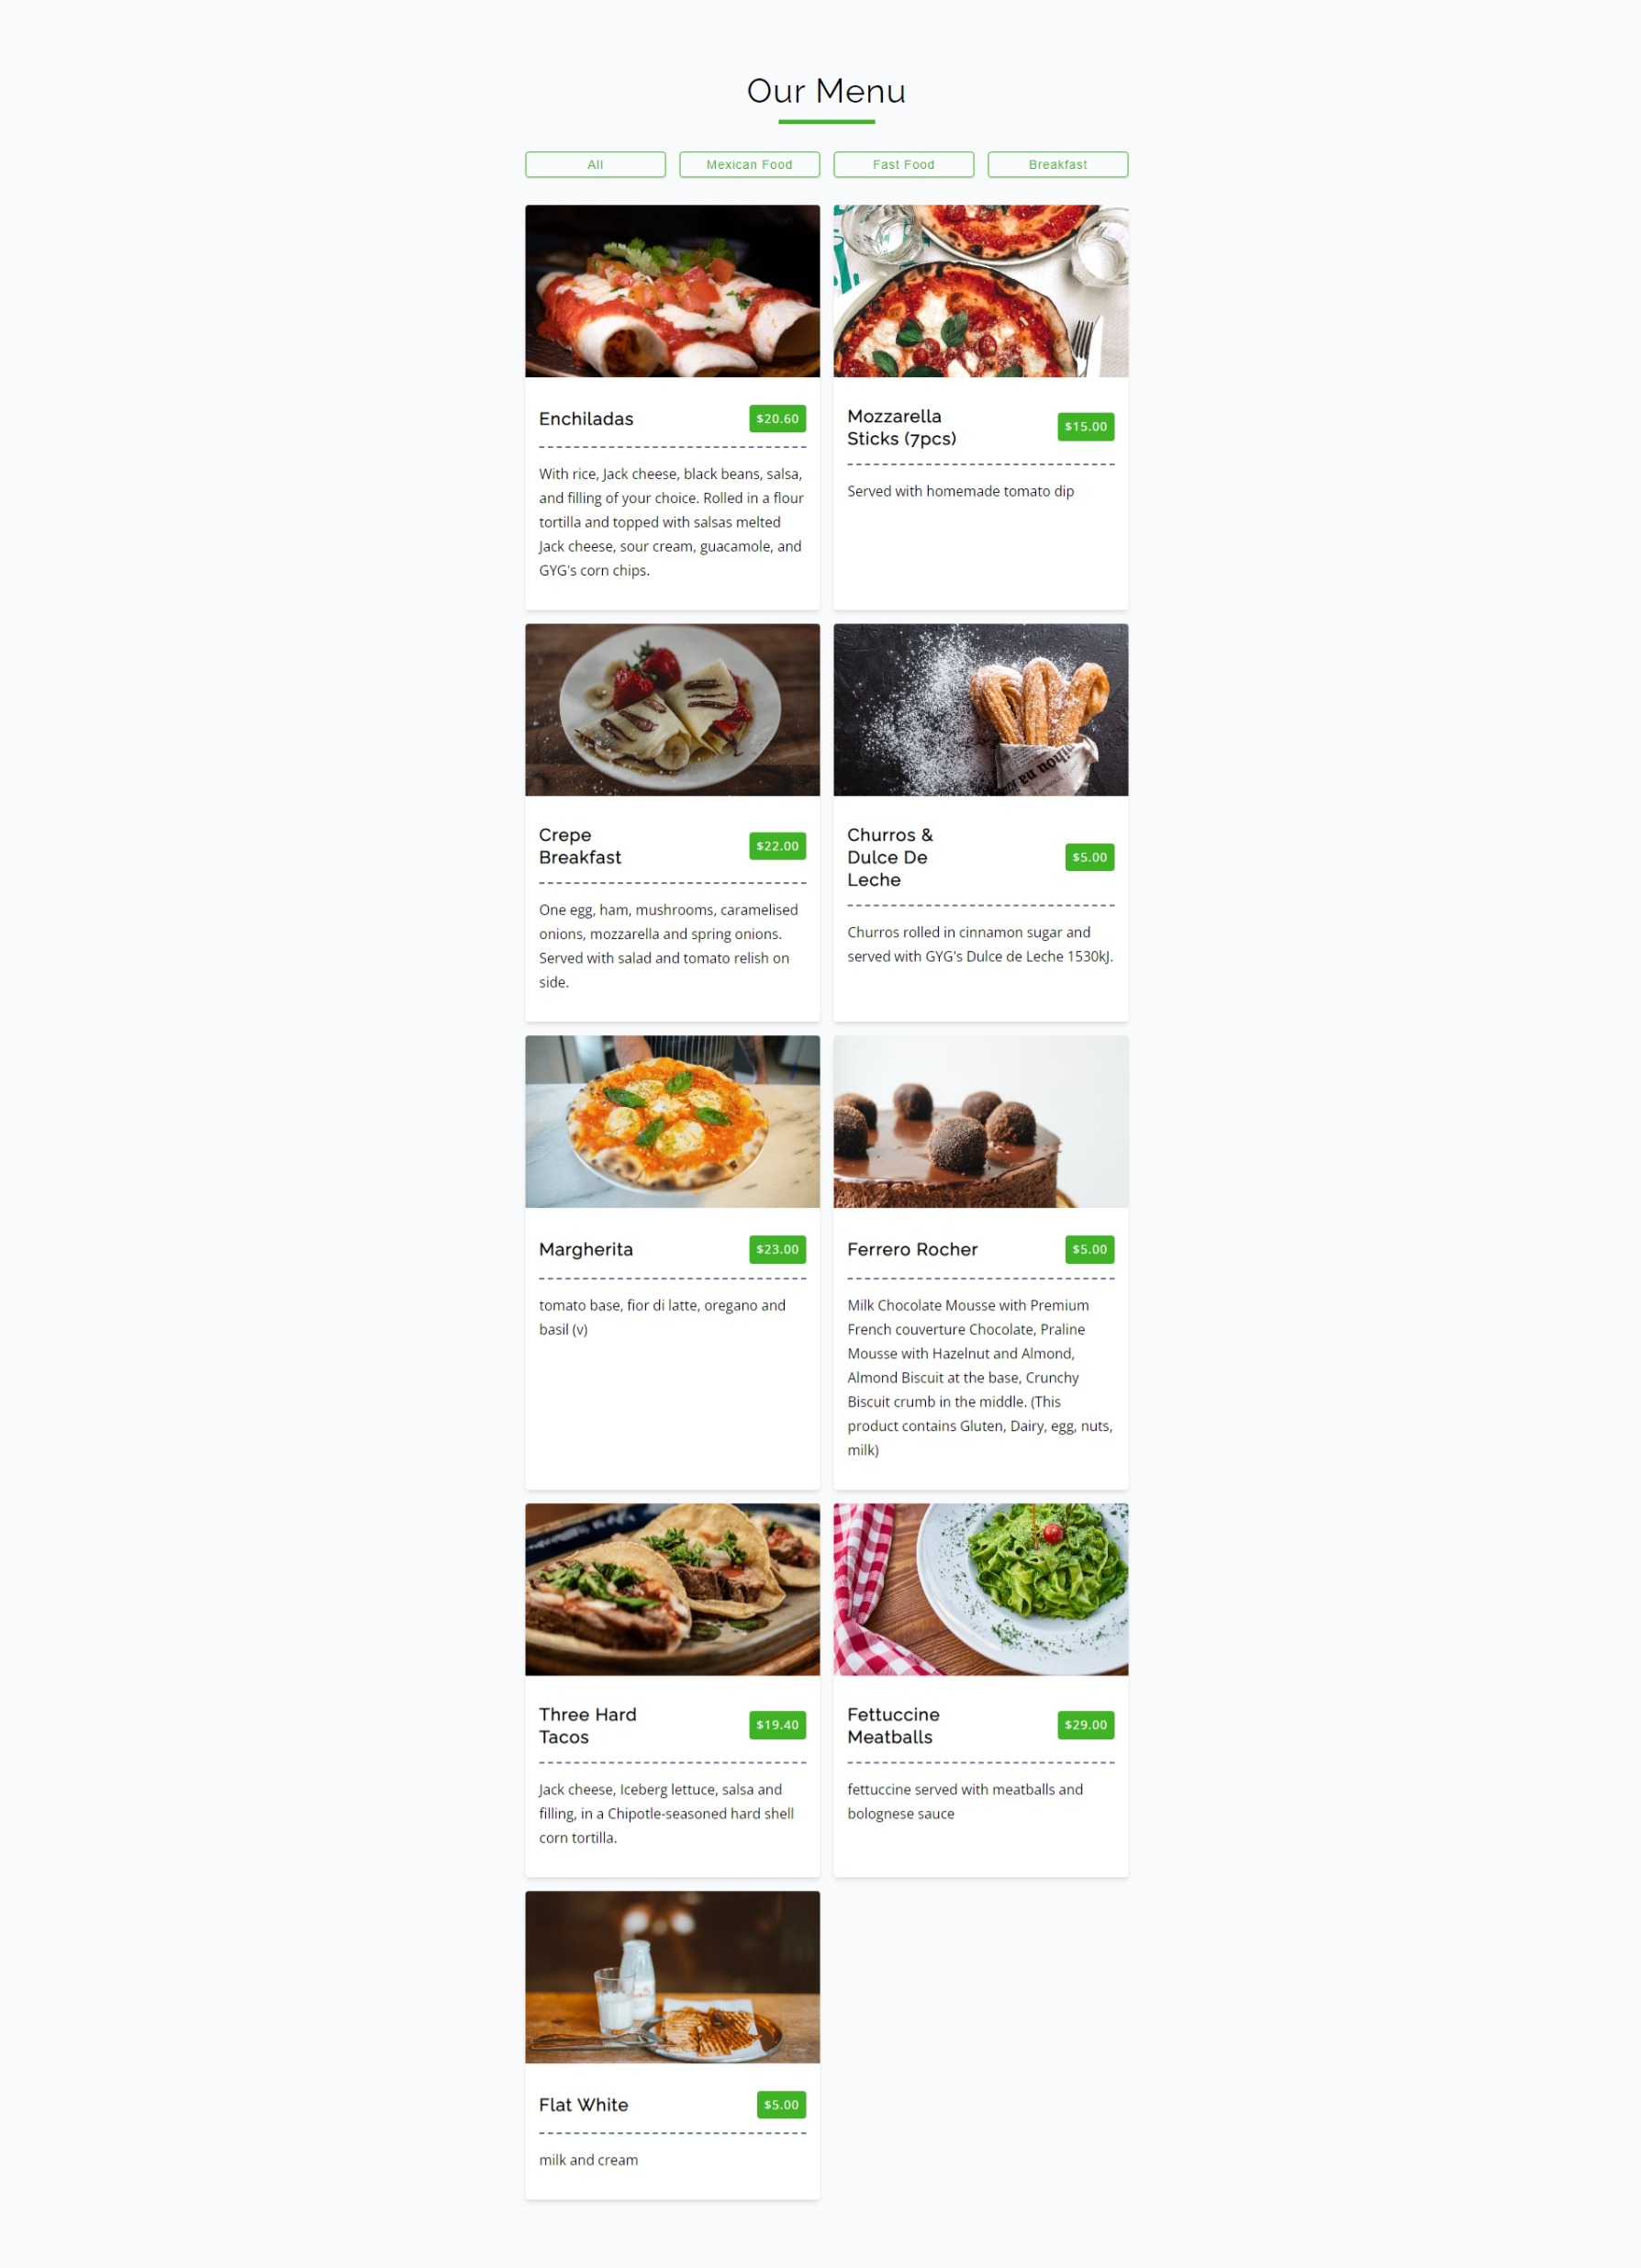 Our Menu
All
Mexican Food
Fast Food
Breakfast
Enchiladas
$20.60
With rice, Jack cheese, black beans, salsa,
and filling of your choice. Rolled in a flour
tortilla and topped with salsas melted
Jack cheese, sour cream, guacamole, and
GYG's corn chips.
Mozzarella
Sticks (7pcs)
$15.00
Served with homemade tomato dip
Crepe
Breakfast
$22.00
One egg, ham, mushrooms, caramelised
onions, mozzarella and spring onions.
Served with salad and tomato relish on
side.
Churros &
Dulce De
Leche
$5.00
Churros rolled in cinnamon sugar and
served with GYG's Dulce de Leche 1530kJ.
Margherita
$23.00
tomato base, fior di latte, oregano and
basil (v)
Ferrero Rocher
$5.00
Milk Chocolate Mousse with Premium
French couverture Chocolate, Praline
Mousse with Hazelnut and Almond,
Almond Biscuit at the base, Crunchy
Biscuit crumb in the middle. (This
product contains Gluten, Dairy, egg, nuts,
milk)
Three Hard
Tacos
$19.40
Jack cheese, Iceberg lettuce, salsa and
filling, in a Chipotle-seasoned hard shell
corn tortilla.
Fettuccine
Meatballs
$29.00
fettuccine served with meatballs and
bolognese sauce
Flat White
$5.00
milk and cream